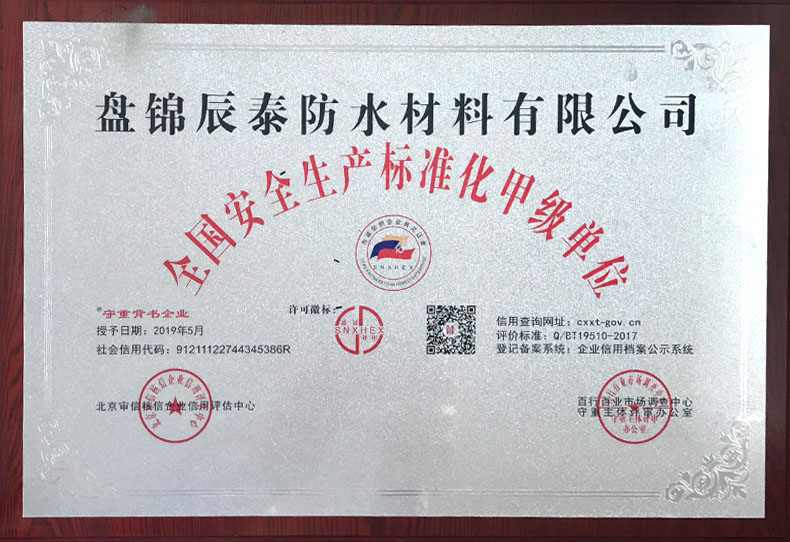 盘锦辰泰防水材料有限公司
全国安全生产标准化甲级单位
SNXHEX
守重背书企业
授予日期：2019年5月
社会信用代码：91211122744345386R
许可徽标：
SNXHEX
信用查询网址：cxxt-gov.cn
评价标准：Q/BT19510-2017
登记备案系统：企业信用档案公示系统
北京审信核信企业信用评估中心
百行百业市场调查中心
守重主体评审办公室